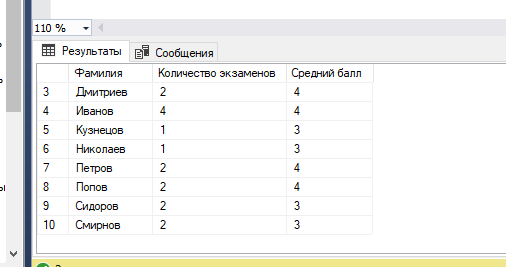 110 %
Результаты Сообщения
Фамилия Количество экзаменов Средний балл
3 Дмитриев 2 4
4 Иванов 4 4
5 Кузнецов 1 3
6 Николаев 1 3
7 Петров 2 4
8 Попов 2 4
9 Сидоров 2 3
10 Смирнов 2 3